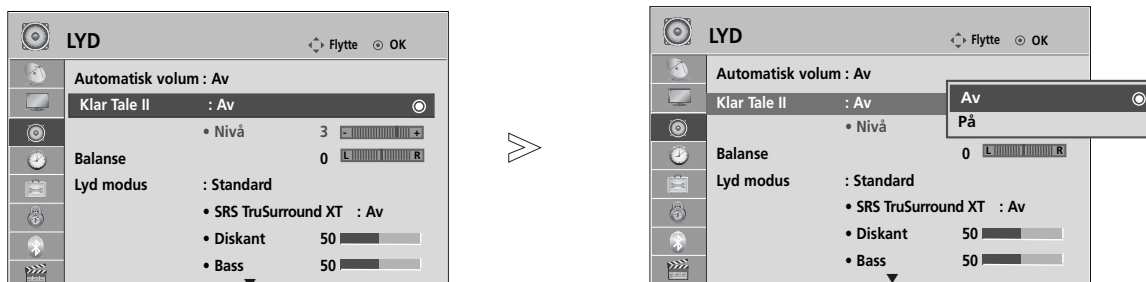 LYD
Flytte OK
Automatisk volum : Av
Klar Tale II : Av
• Nivå 3 - +
Balanse 0 L R
Lyd modus : Standard
• SRS TruSurround XT : Av
• Diskant 50
• Bass 50
LYD
Flytte OK
Automatisk volum : Av
Klar Tale II : Av
Av
På
• Nivå
Balanse 0 L R
Lyd modus : Standard
• SRS TruSurround XT : Av
• Diskant 50
• Bass 50